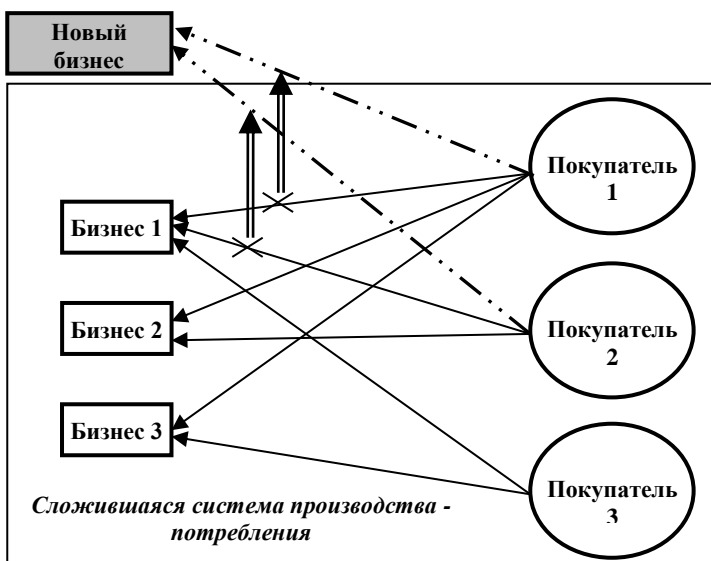 Новый
бизнес
Покупатель
1
Бизнес 1
Бизнес 2
Покупатель
2
Бизнес 3
Покупатель
3
Сложившаяся система производства -
потребления